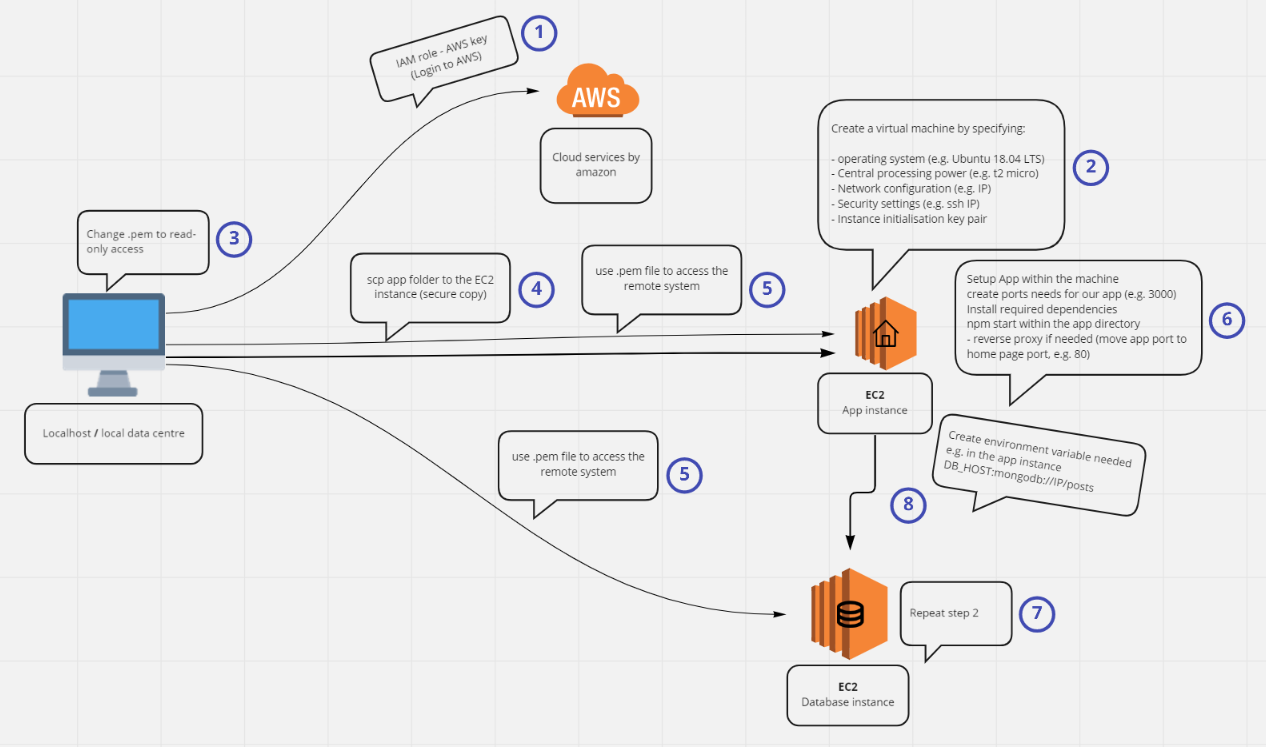 IAM role - AWS key
(Login to AWS)
1
AWS
Cloud services by
amazon
Create a virtual machine by specifying:
- operating system (e.g. Ubuntu 18.04 LTS)
- Central processing power (e.g. t2 micro)
- Network configuration (e.g. IP)
- Security settings (e.g. ssh IP)
- Instance initialisation key pair
2
Change .pem to read-
only access
3
scp app folder to the EC2
instance (secure copy)
4
use .pem file to access the
remote system
5
Setup App within the machine
create ports needs for our app (e.g. 3000)
Install required dependencies
npm start within the app directory
- reverse proxy if needed (move app port to
home page port, e.g. 80)
6
Localhost / local data centre
EC2
App instance
use .pem file to access the
remote system
5
Create environment variable needed
e.g. in the app instance
DB_HOST:mongodb://IP/posts
8
Repeat step 2
7
EC2
Database instance